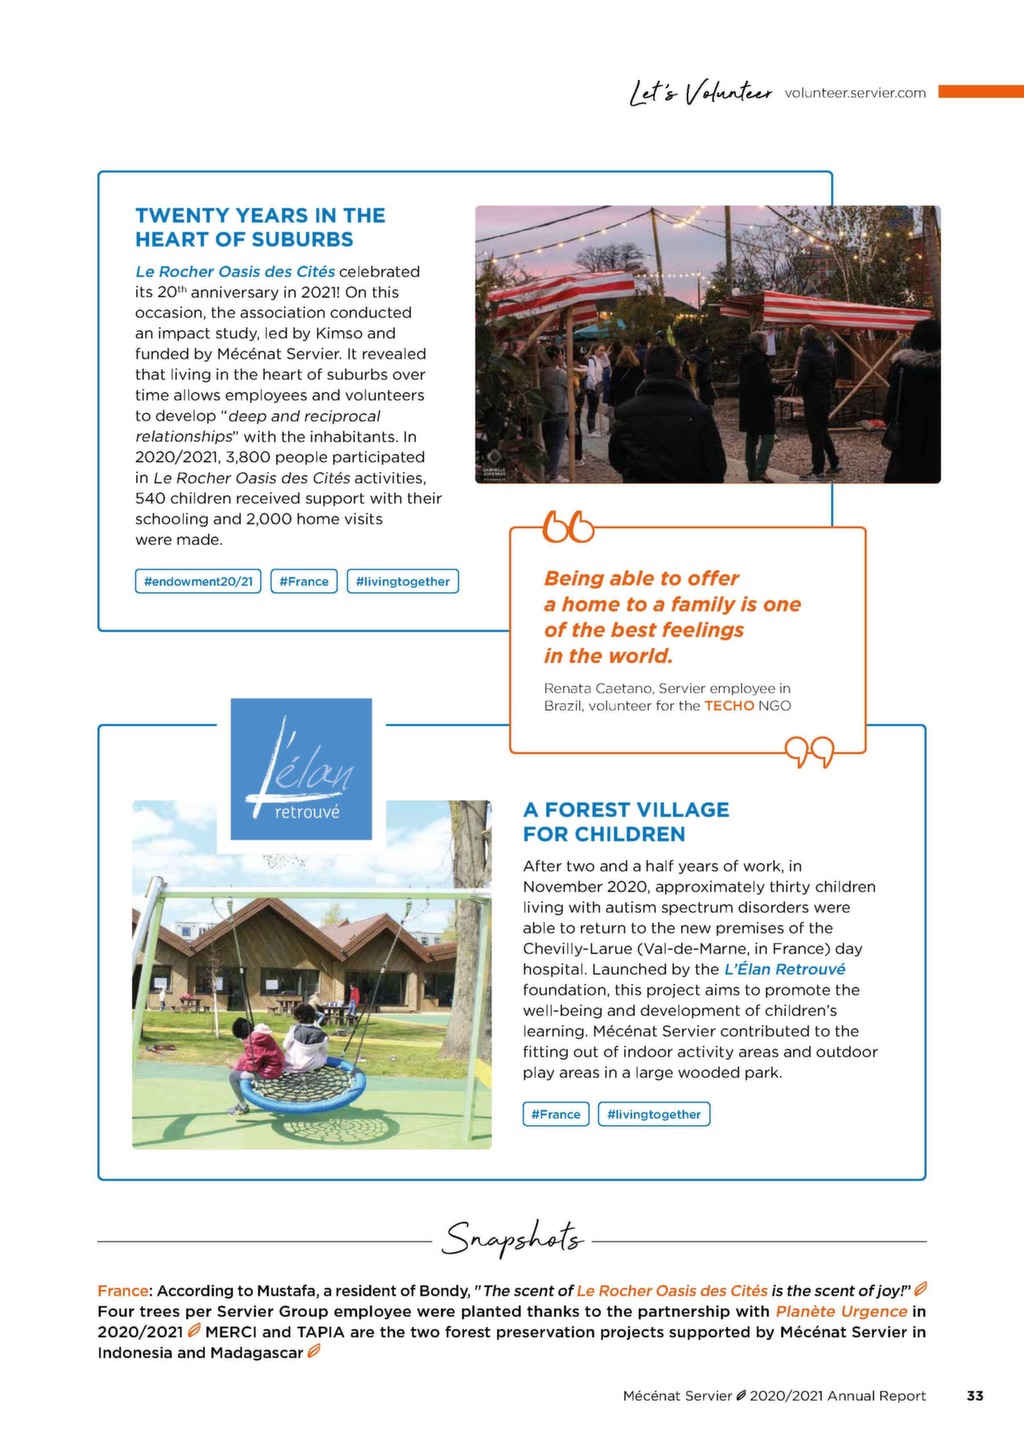 Let's Volunteer volunteer.servier.com
TWENTY YEARS IN THE
HEART OF SUBURBS
Le Rocher Oasis des Cités celebrated
its 20th anniversary in 2021! On this
occasion, the association conducted
an impact study, led by Kimso and
funded by Mécénat Servier. It revealed
that living in the heart of suburbs over
time allows employees and volunteers
to develop “deep and reciprocal
relationships” with the inhabitants. In
2020/2021, 3,800 people participated
in Le Rocher Oasis des Cités activities,
540 children received support with their
schooling and 2,000 home visits
were made.
#endowment20/21 #France #livingtogether
Being able to offer
a home to a family is one
of the best feelings
in the world.
Renata Caetano, Servier employee in
Brazil, volunteer for the TECHO NGO
L'élan
retrouvé
A FOREST VILLAGE
FOR CHILDREN
After two and a half years of work, in
November 2020, approximately thirty children
living with autism spectrum disorders were
able to return to the new premises of the
Chevilly-Larue (Val-de-Marne, in France) day
hospital. Launched by the L’Élan Retrouvé
foundation, this project aims to promote the
well-being and development of children’s
learning. Mécénat Servier contributed to the
fitting out of indoor activity areas and outdoor
play areas in a large wooded park.
#France #livingtogether
Snapshots
France: According to Mustafa, a resident of Bondy, "The scent of Le Rocher Oasis des Cités is the scent of joy!”
Four trees per Servier Group employee were planted thanks to the partnership with Planète Urgence in
2020/2021 MERCI and TAPIA are the two forest preservation projects supported by Mécénat Servier in
Indonesia and Madagascar
Mécénat Servier 2020/2021 Annual Report 33